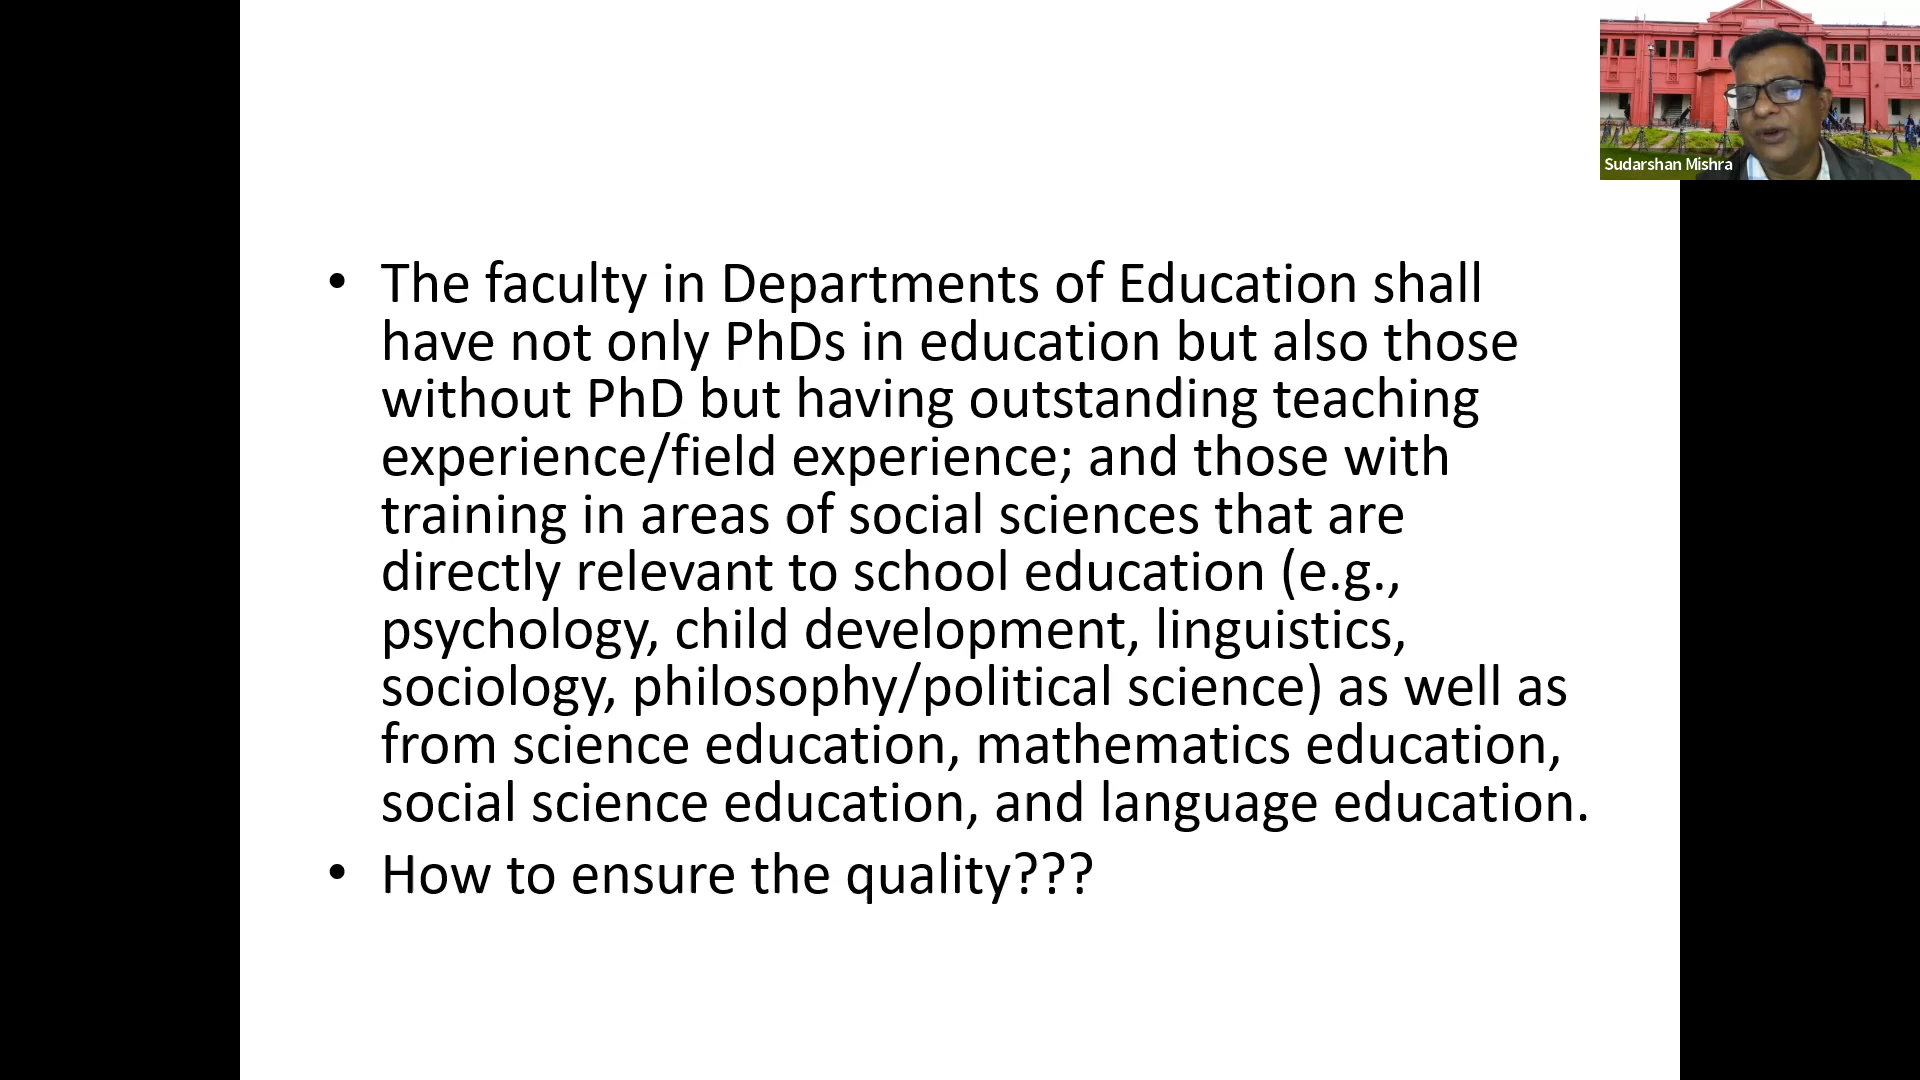 Sudarshan Mishra
• The faculty in Departments of Education shall
have not only PhDs in education but also those
without PhD but having outstanding teaching
experience/field experience; and those with
training in areas of social sciences that are
directly relevant to school education (e.g.,
psychology, child development, linguistics,
sociology, philosophy/political science) as well as
from science education, mathematics education,
social science education, and language education.
• How to ensure the quality???